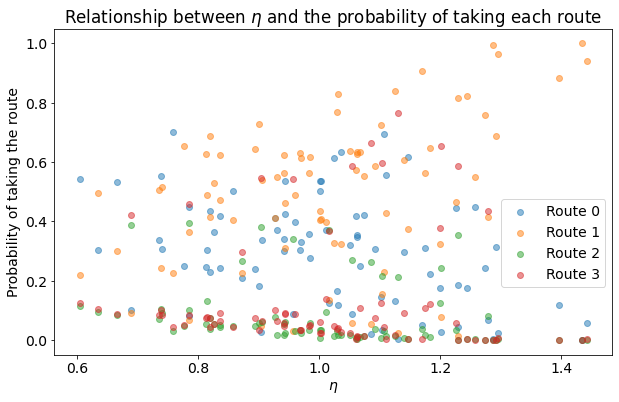 Relationship between η and the probability of taking each route
Probability of taking the route
1.0
0.8
0.6
0.4
0.2
0.0
0.6
0.8
1.0
1.2
1.4
η
Route 0
Route 1
Route 2
Route 3